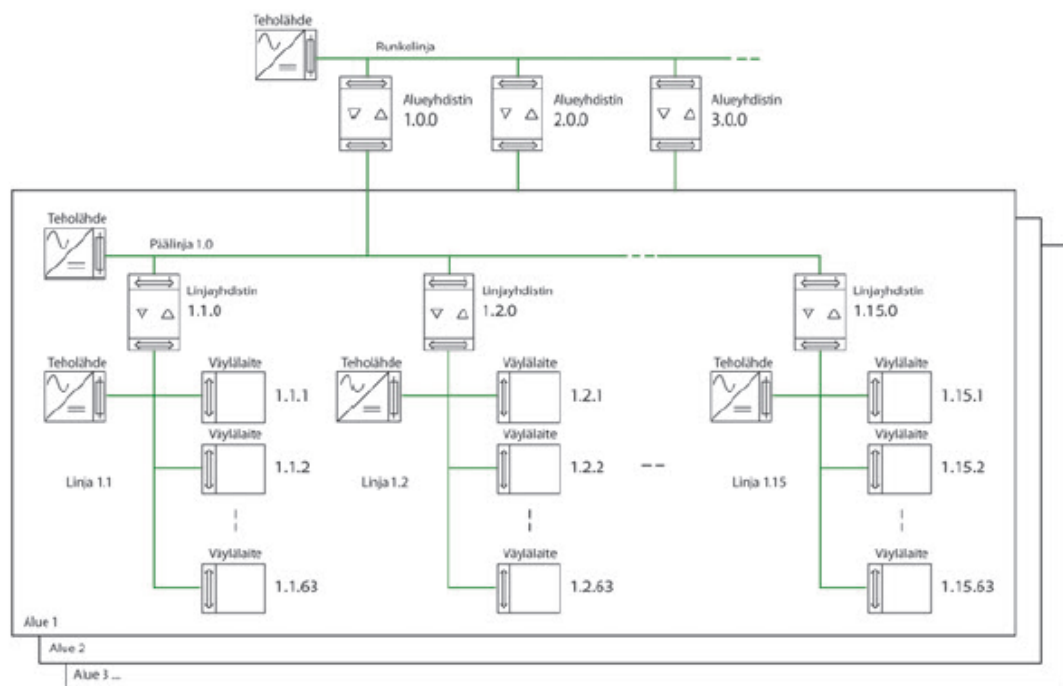 Teholähde
Runkolinja
Alueyhdistin
1.0.0
Alueyhdistin
2.0.0
Alueyhdistin
3.0.0
Teholähde
Päälinja 1.0
Linjayhdistin
1.1.0
Linjayhdistin
1.2.0
Linjayhdistin
1.15.0
Teholähde
Väylälaite
1.1.1
Väylälaite
1.1.2
Linja 1.1
Väylälaite
1.1.63
Teholähde
Väylälaite
1.2.1
Väylälaite
1.2.2
Linja 1.2
Väylälaite
1.2.63
Teholähde
Väylälaite
1.15.1
Väylälaite
1.15.2
Linja 1.15
Väylälaite
1.15.63
Alue 1
Alue 2
Alue 3 ...